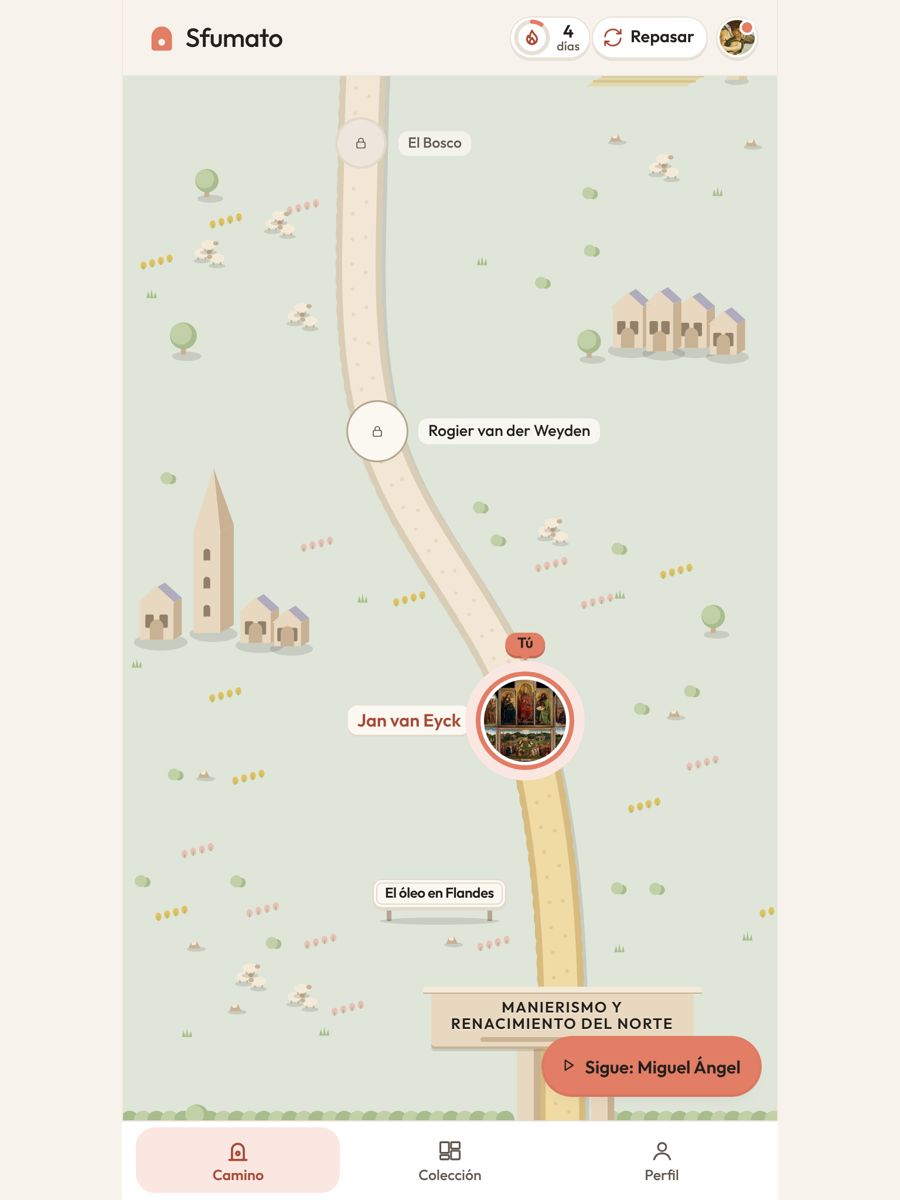 Sfumato
4
días
Repasar
El Bosco
Rogier van der Weyden
Tú
Jan van Eyck
El óleo en Flandes
MANIERISMO Y
RENACIMIENTO DEL NORTE
Sigue: Miguel Ángel
Camino
Colección
Perfil